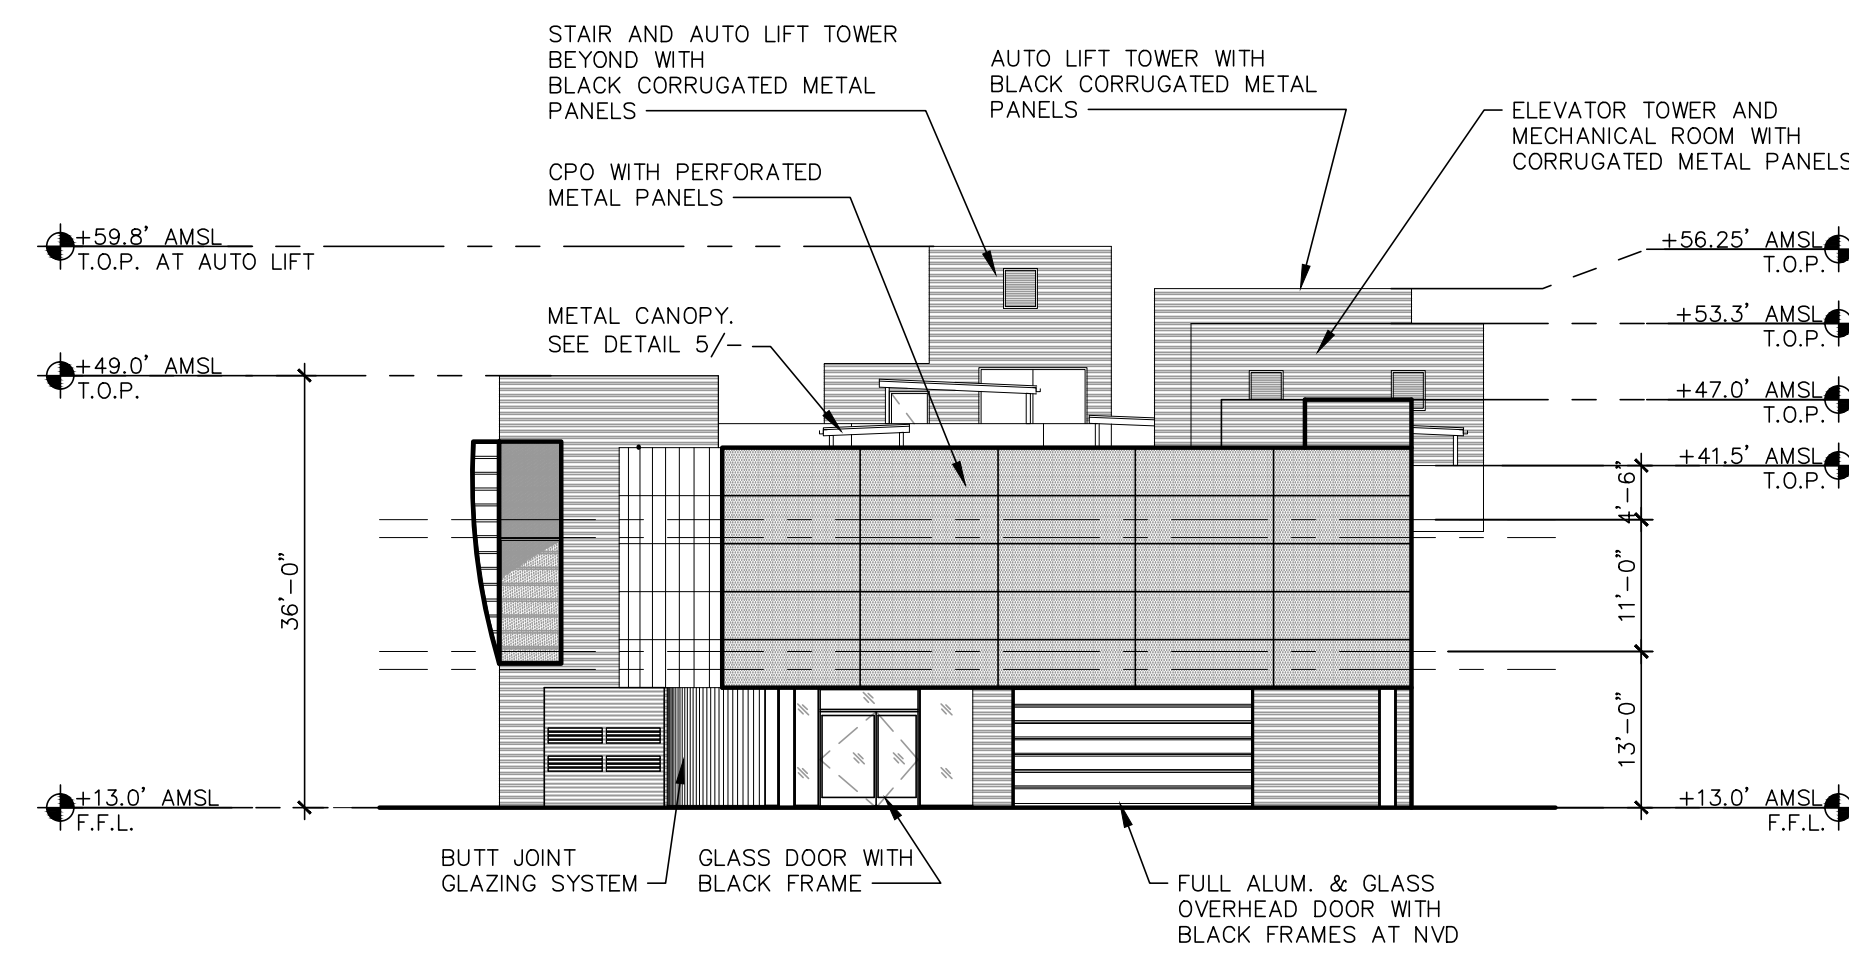 STAIR AND AUTO LIFT TOWER
BEYOND WITH
BLACK CORRUGATED METAL
PANELS
AUTO LIFT TOWER WITH
BLACK CORRUGATED METAL
PANELS
ELEVATOR TOWER AND
MECHANICAL ROOM WITH
CORRUGATED METAL PANELS
CPO WITH PERFORATED
METAL PANELS
+59.8' AMSL
T.O.P. AT AUTO LIFT
+56.25' AMSL
T.O.P.
METAL CANOPY.
SEE DETAIL 5/-
+53.3' AMSL
T.O.P.
+49.0' AMSL
T.O.P.
+47.0' AMSL
T.O.P.
+41.5' AMSL
T.O.P.
4'-6"
36'-0"
11'-0"
13'-0"
+13.0' AMSL
F.F.L.
+13.0' AMSL
F.F.L.
BUTT JOINT
GLAZING SYSTEM
GLASS DOOR WITH
BLACK FRAME
FULL ALUM. & GLASS
OVERHEAD DOOR WITH
BLACK FRAMES AT NVD